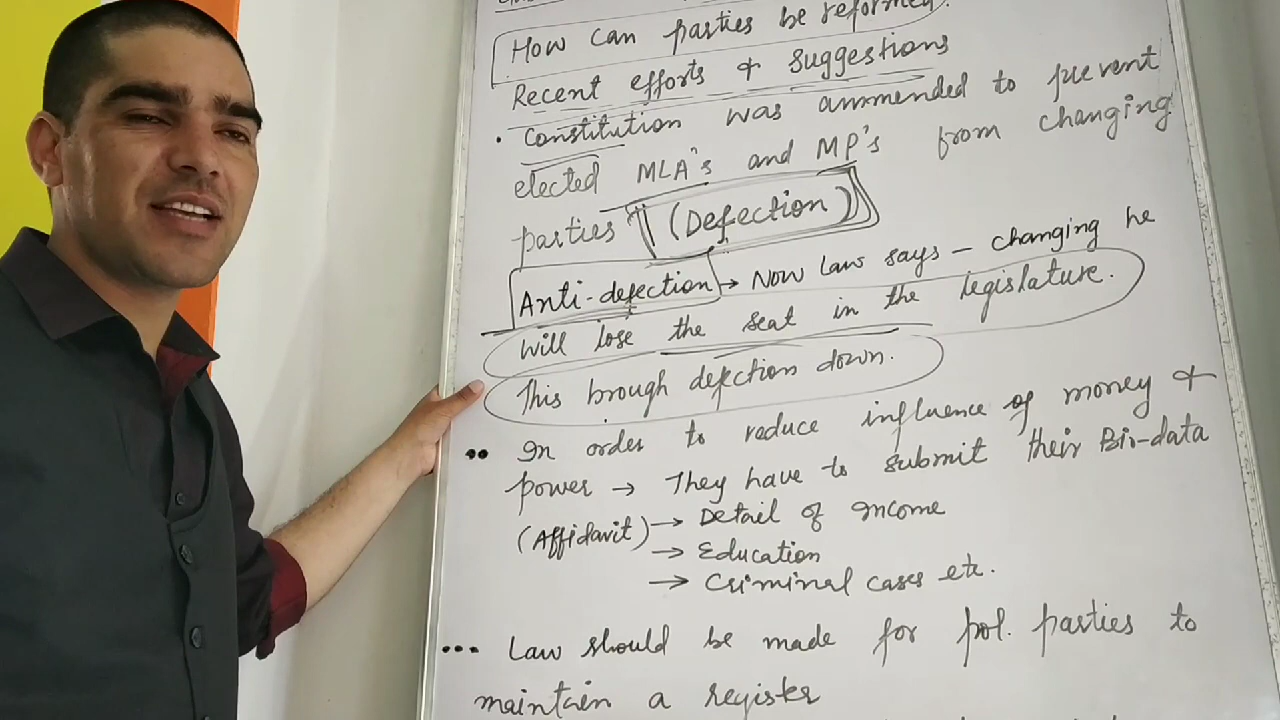 How can parties be reformed.
Recent efforts & suggestions
• Constitution was ammended to prevent
elected MLA's and MP's from changing
parties (Defection)
Anti-defection → Now law says – changing he
Will lose the seat in the legislature.
This brough defection down.
•• In order to reduce influence of money &
power → They have to submit their Bio-data
(Affidavit) → Detail of Income
→ Education
→ Criminal cases etc.
••• Law should be made for pol. parties to
maintain a register